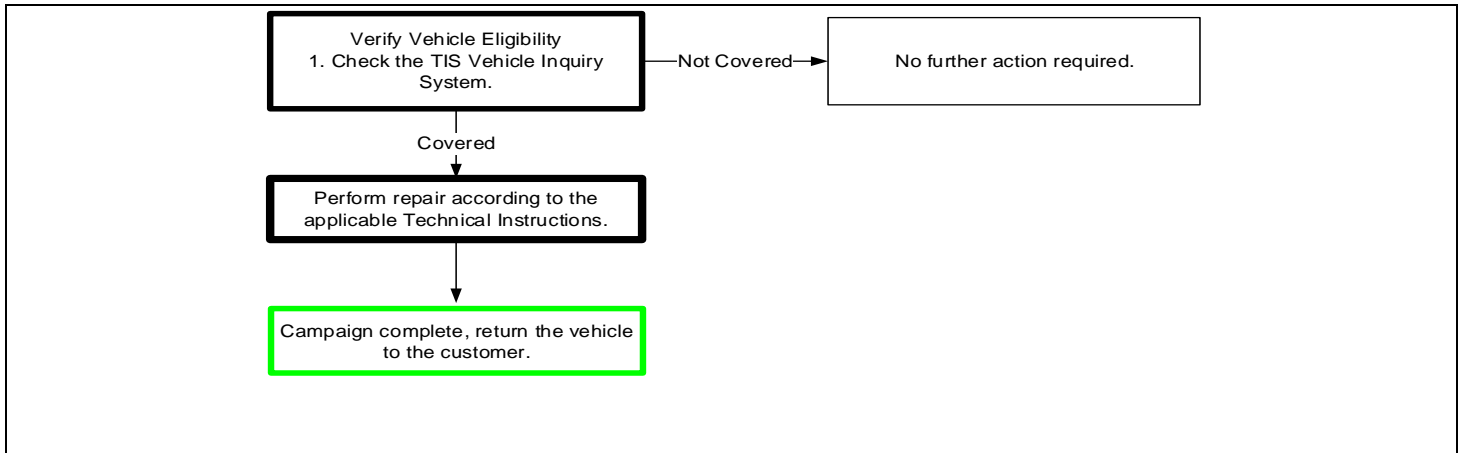 Verify Vehicle Eligibility
1. Check the TIS Vehicle Inquiry
System.
Not Covered
No further action required.
Covered
Perform repair according to the
applicable Technical Instructions.
Campaign complete, return the vehicle
to the customer.